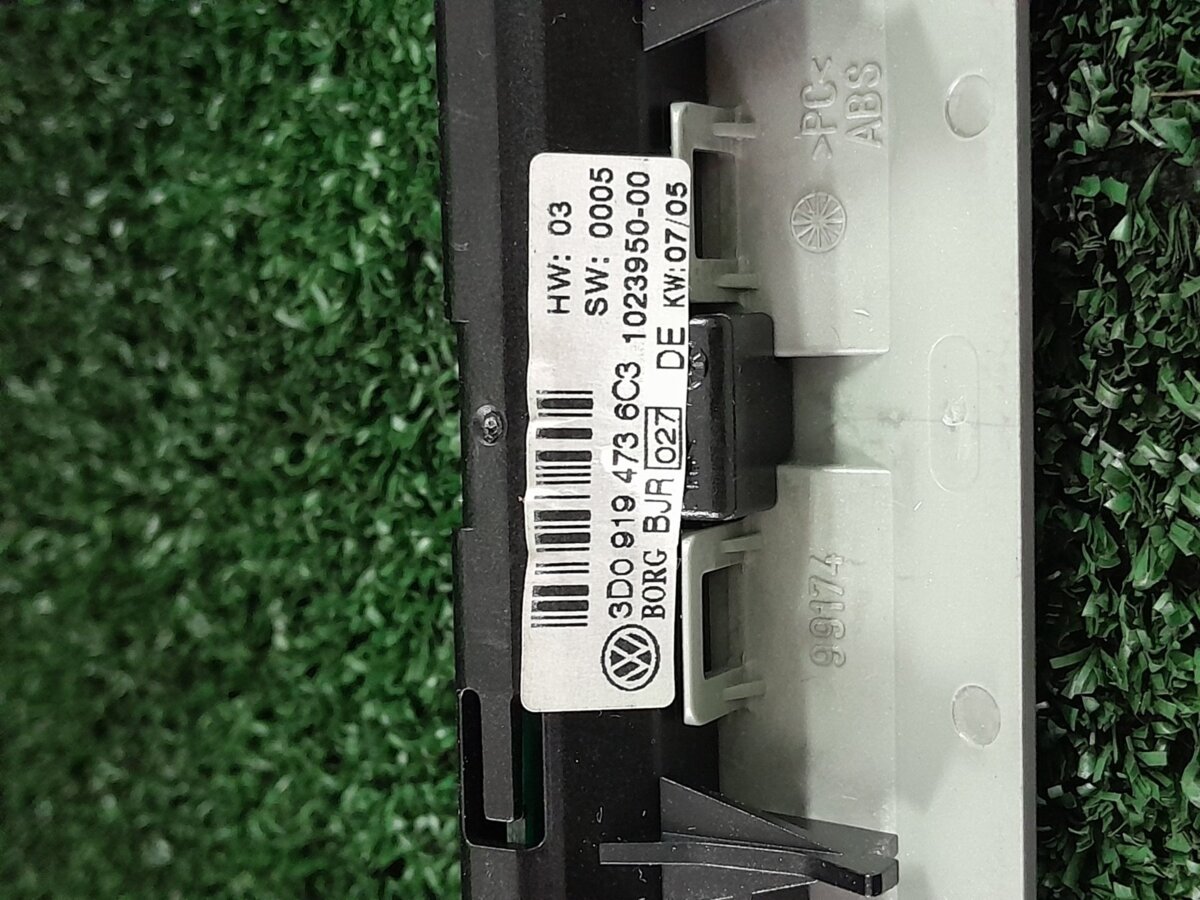 HW: 03
SW: 0005
3D0 919 473 6C3 10239950-00
BORG BJR 027 DE KW: 07/05
>PC<
ABS
99174